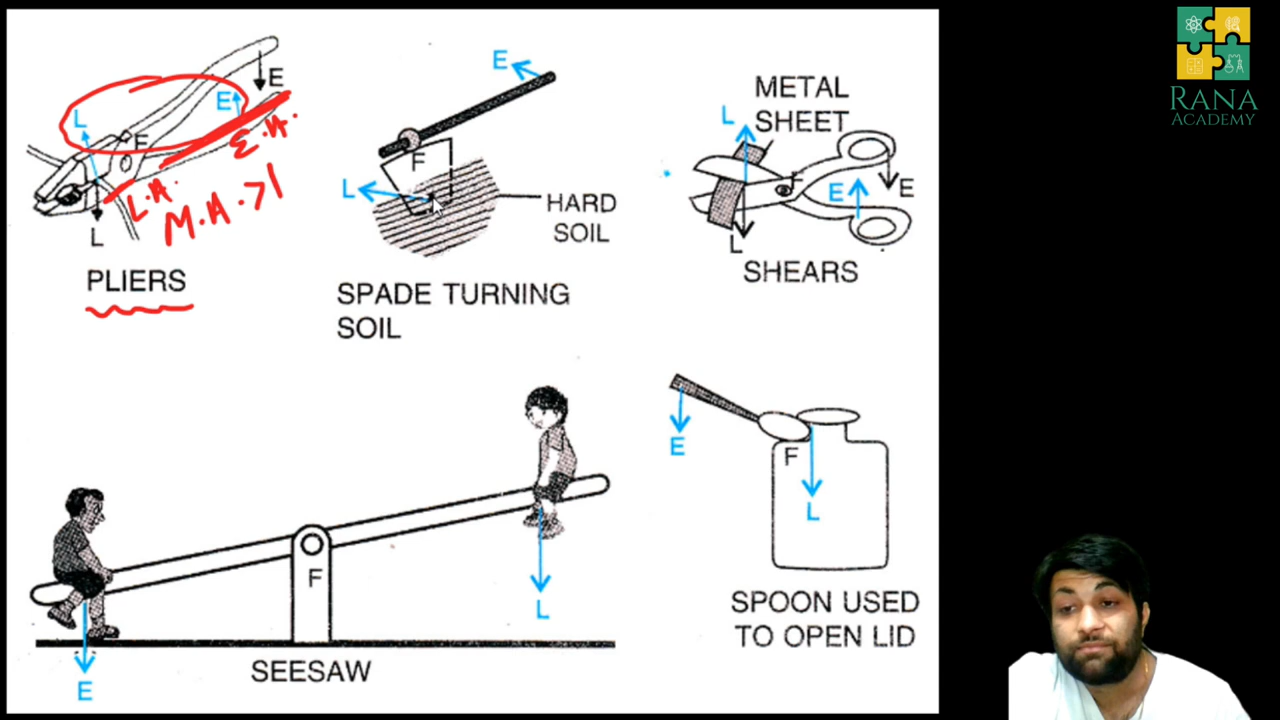 E
E
L
F
E.A.
L.A.
M.A. >1
L
PLIERS
E
F
L
HARD
SOIL
SPADE TURNING
SOIL
METAL
SHEET
L
F
E
E
L
SHEARS
F
E
L
SEESAW
E
F
L
SPOON USED
TO OPEN LID
RANA
ACADEMY